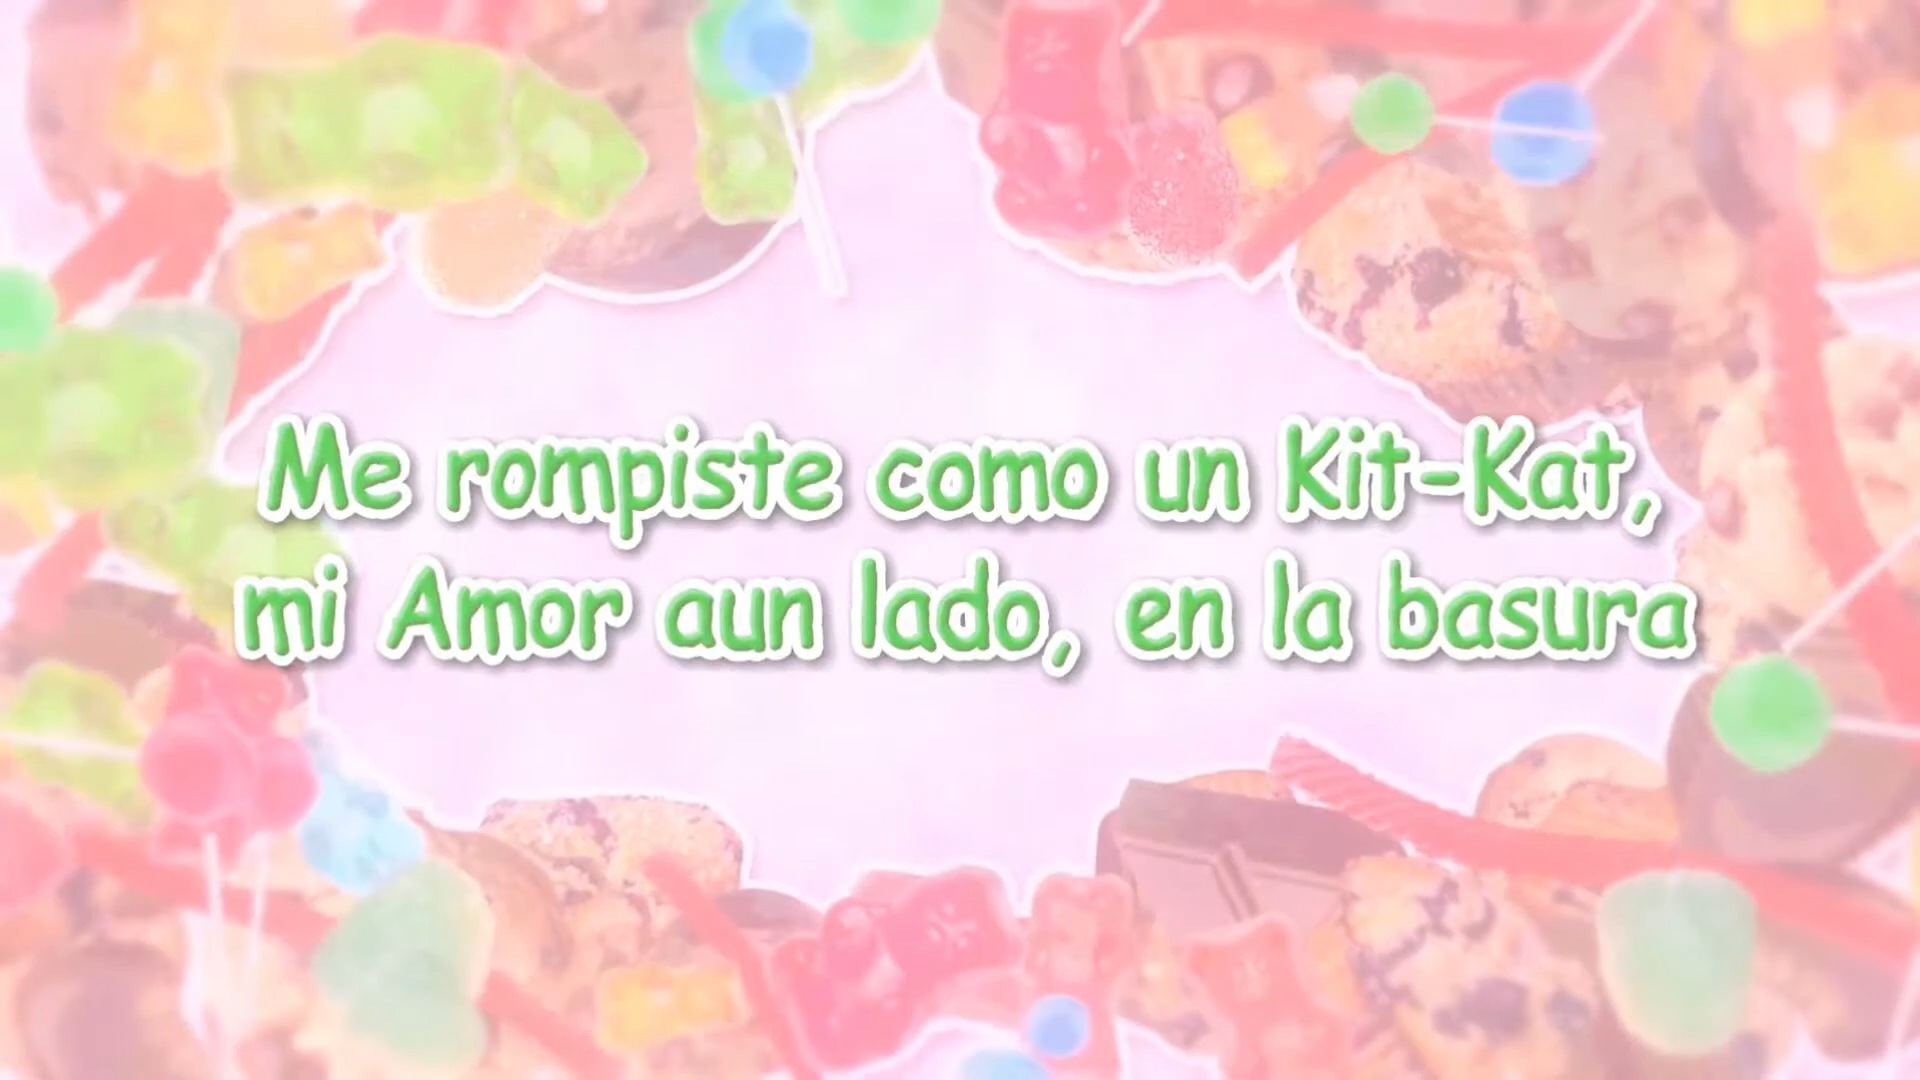 Me rompiste como un Kit-Kat,
mi Amor aun lado, en la basura